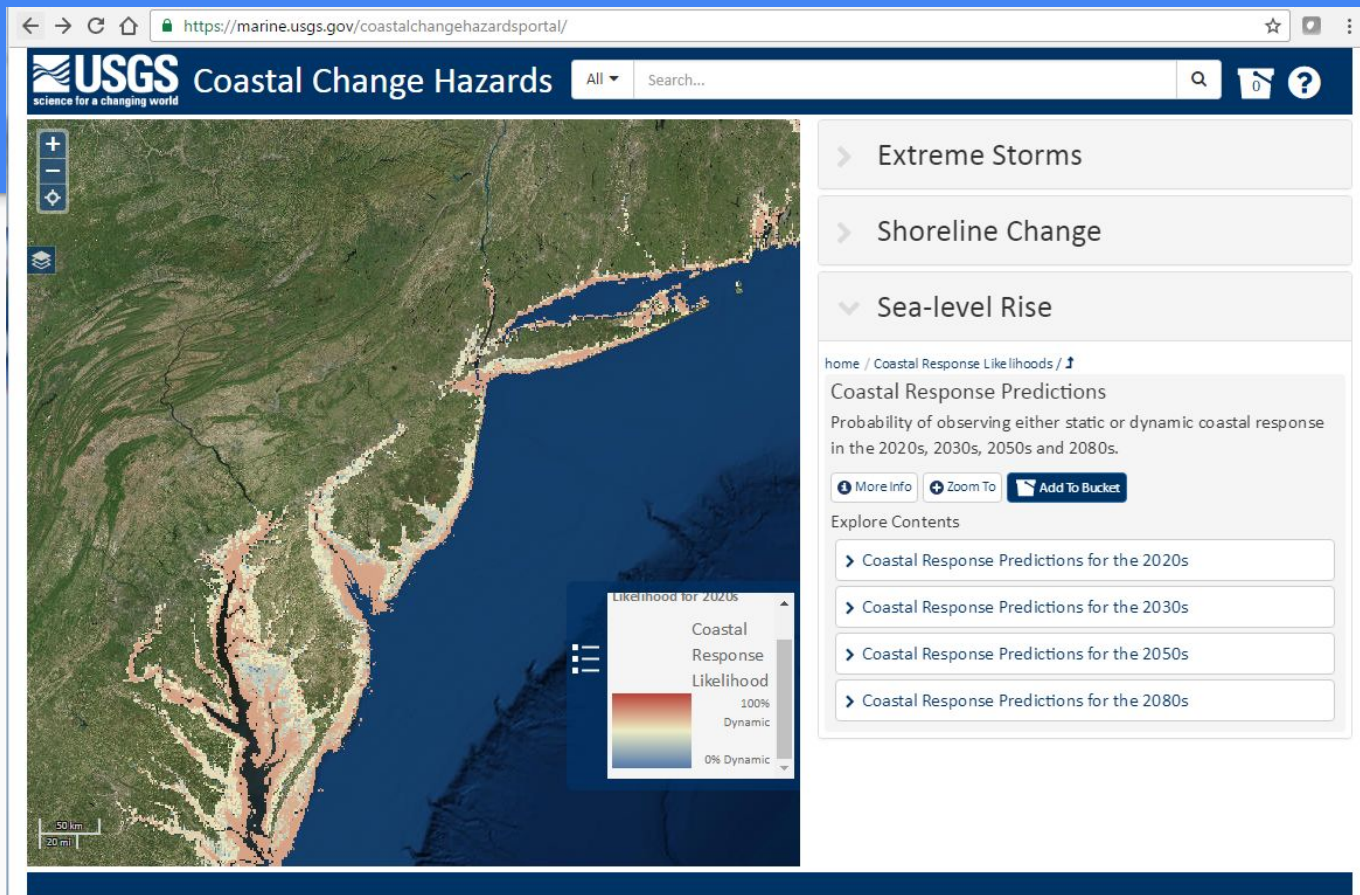 https://marine.usgs.gov/coastalchangehazardsportal/
USGS
science for a changing world
Coastal Change Hazards
All
Search...
0
?
+
−
Extreme Storms
Shoreline Change
Sea-level Rise
home / Coastal Response Likelihoods /
Coastal Response Predictions
Probability of observing either static or dynamic coastal response
in the 2020s, 2030s, 2050s and 2080s.
More Info
Zoom To
Add To Bucket
Explore Contents
Coastal Response Predictions for the 2020s
Coastal Response Predictions for the 2030s
Coastal Response Predictions for the 2050s
Coastal Response Predictions for the 2080s
Likelihood for 2020s
Coastal
Response
Likelihood
100%
Dynamic
0% Dynamic
50 km
20 mi